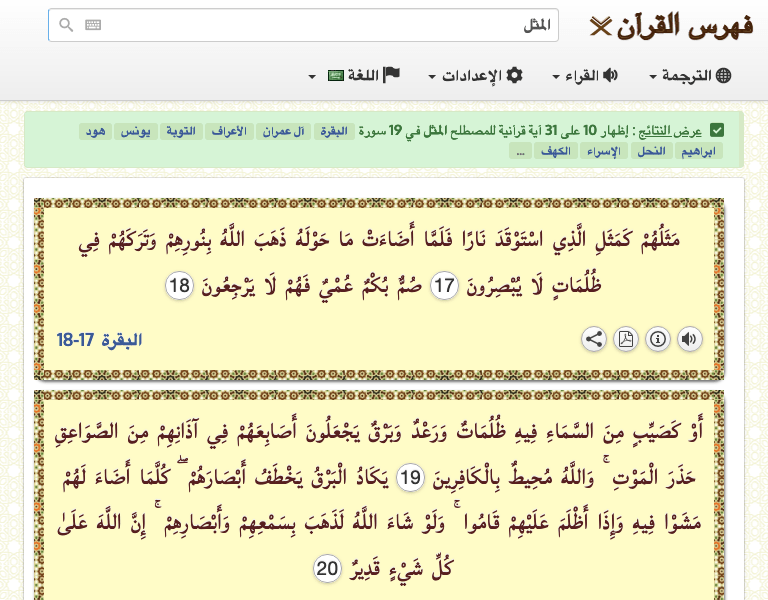 فهرس القرآن
المثل
الترجمة
القراء
الإعدادات
اللغة
عرض النتائج : إظهار 10 على 31 آية قرآنية للمصطلح المثل في 19 سورة البقرة آل عمران الأعراف التوبة يونس هود
ابراهيم النحل الإسراء الكهف ...
مَثَلُهُمْ كَمَثَلِ الَّذِي اسْتَوْقَدَ نَارًا فَلَمَّا أَضَاءَتْ مَا حَوْلَهُ ذَهَبَ اللَّهُ بِنُورِهِمْ وَتَرَكَهُمْ فِي
ظُلُمَاتٍ لَا يُبْصِرُونَ 17 صُمٌّ بُكْمٌ عُمْيٌ فَهُمْ لَا يَرْجِعُونَ 18
البقرة 17-18
أَوْ كَصَيِّبٍ مِنَ السَّمَاءِ فِيهِ ظُلُمَاتٌ وَرَعْدٌ وَبَرْقٌ يَجْعَلُونَ أَصَابِعَهُمْ فِي آذَانِهِمْ مِنَ الصَّوَاعِقِ
حَذَرَ الْمَوْتِ ۚ وَاللَّهُ مُحِيطٌ بِالْكَافِرِينَ 19 يَكَادُ الْبَرْقُ يَخْطَفُ أَبْصَارَهُمْ ۖ كُلَّمَا أَضَاءَ لَهُمْ
مَشَوْا فِيهِ وَإِذَا أَظْلَمَ عَلَيْهِمْ قَامُوا ۚ وَلَوْ شَاءَ اللَّهُ لَذَهَبَ بِسَمْعِهِمْ وَأَبْصَارِهِمْ ۚ إِنَّ اللَّهَ عَلَىٰ
كُلِّ شَيْءٍ قَدِيرٌ 20